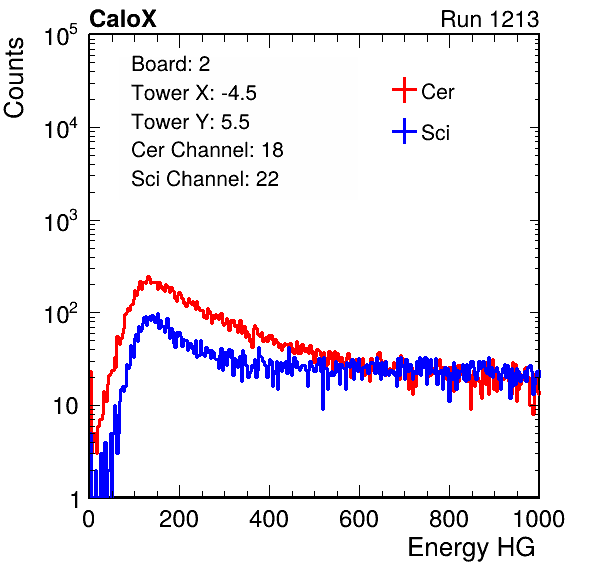 CaloX Run 1213
Counts
10^5
10^4
10^3
10^2
10
1
Board: 2
Tower X: -4.5
Tower Y: 5.5
Cer Channel: 18
Sci Channel: 22
Cer
Sci
0 200 400 600 800 1000
Energy HG